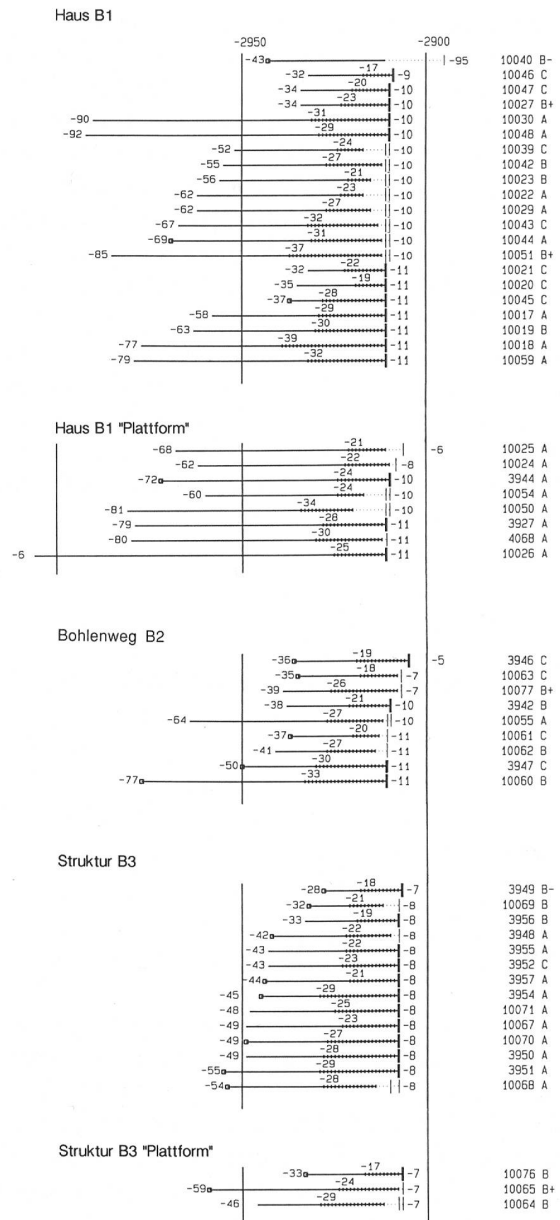 Haus B1
-2950 -2900
-43 -95 10040 B-
-32 -17 -9 10046 C
-34 -20 -10 10047 C
-34 -23 -10 10027 B+
-90 -31 -10 10030 A
-92 -29 -10 10048 A
-52 -24 -10 10039 C
-55 -27 -10 10042 B
-56 -21 -10 10023 B
-62 -23 -10 10022 A
-62 -27 -10 10029 A
-67 -32 -10 10043 C
-69 -31 -10 10044 A
-85 -37 -10 10051 B+
-32 -22 -11 10021 C
-35 -19 -11 10020 C
-37 -28 -11 10045 C
-58 -29 -11 10017 A
-63 -30 -11 10019 B
-77 -39 -11 10018 A
-79 -32 -11 10059 A
Haus B1 "Plattform"
-68 -21 -6 10025 A
-62 -22 -8 10024 A
-72 -24 -10 3944 A
-60 -24 -10 10054 A
-81 -34 -10 10050 A
-79 -28 -11 3927 A
-80 -30 -11 4068 A
-6 -25 -11 10026 A
Bohlenweg B2
-36 -19 -5 3946 C
-35 -18 -7 10063 C
-39 -26 -7 10077 B+
-38 -21 -10 3942 B
-64 -27 -10 10055 A
-37 -20 -11 10061 C
-41 -27 -11 10062 B
-50 -30 -11 3947 C
-77 -33 -11 10060 B
Struktur B3
-28 -18 -7 3949 B-
-32 -21 -8 10069 B
-33 -19 -8 3956 B
-42 -22 -8 3948 A
-43 -22 -8 3955 A
-43 -23 -8 3952 C
-44 -21 -8 3957 A
-45 -29 -8 3954 A
-48 -25 -8 10071 A
-49 -23 -8 10067 A
-49 -27 -8 10070 A
-49 -28 -8 3950 A
-55 -29 -8 3951 A
-54 -28 -8 10068 A
Struktur B3 "Plattform"
-33 -17 -7 10076 B
-59 -24 -7 10065 B+
-46 -29 -7 10064 B